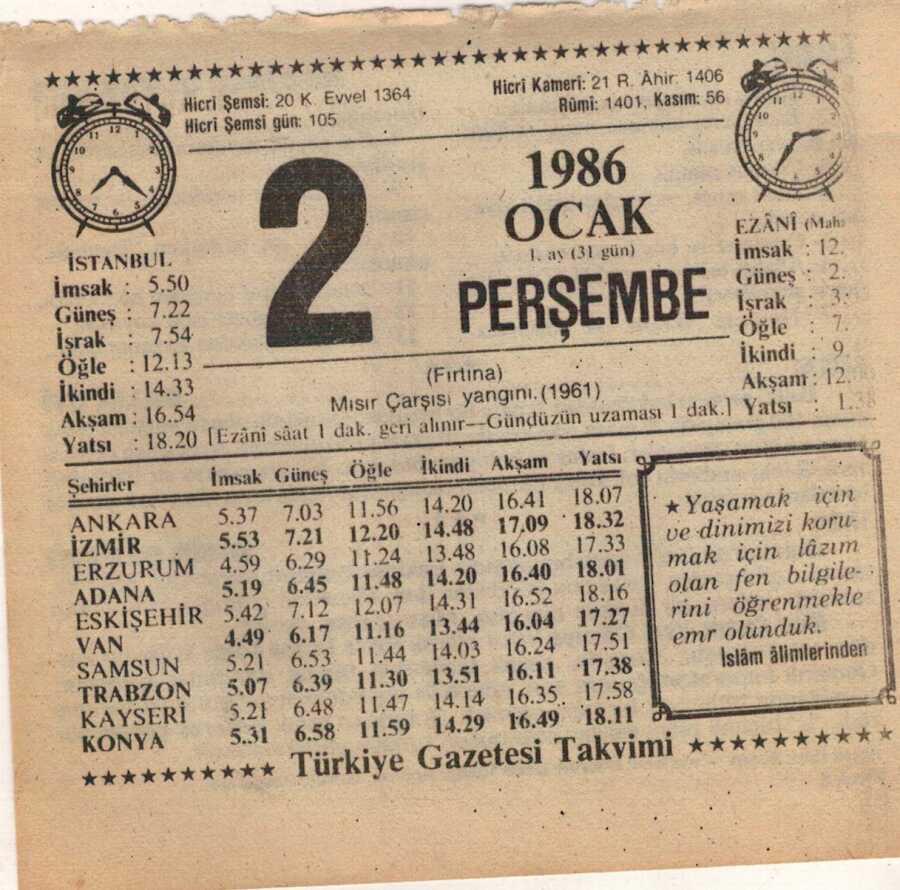 Hicrî Şemsî: 20 K. Evvel 1364
Hicrî Şemsî gün: 105
Hicrî Kamerî: 21 R. Âhir: 1406
Rûmî: 1401, Kasım: 56
2
1986
OCAK
1. ay (31 gün)
PERŞEMBE
İSTANBUL
İmsak : 5.50
Güneş : 7.22
İşrak : 7.54
Öğle : 12.13
İkindi : 14.33
Akşam : 16.54
Yatsı : 18.20
EZÂNÎ
İmsak : 12.
Güneş : 2.
İşrak : 3.
Öğle : 7.
İkindi : 9.
Akşam : 12.
Yatsı : 1.38
(Fırtına)
Mısır Çarşısı yangını. (1961)
[Ezânî sâat 1 dak. geri alınır—Gündüzün uzaması 1 dak.]
Şehirler İmsak Güneş Öğle İkindi Akşam Yatsı
ANKARA 5.37 7.03 11.56 14.20 16.41 18.07
İZMİR 5.53 7.21 12.20 14.48 17.09 18.32
ERZURUM 4.59 6.29 11.24 13.48 16.08 17.33
ADANA 5.19 6.45 11.48 14.20 16.40 18.01
ESKİŞEHİR 5.42 7.12 12.07 14.31 16.52 18.16
VAN 4.49 6.17 11.16 13.44 16.04 17.27
SAMSUN 5.21 6.53 11.44 14.03 16.24 17.51
TRABZON 5.07 6.39 11.30 13.51 16.11 17.38
KAYSERİ 5.21 6.48 11.47 14.14 16.35 17.58
KONYA 5.31 6.58 11.59 14.29 16.49 18.11
★ Yaşamak için
ve dinimizi koru-
mak için lâzım
olan fen bilgile-
rini öğrenmekle
emr olunduk.
İslâm âlimlerinden
Türkiye Gazetesi Takvimi